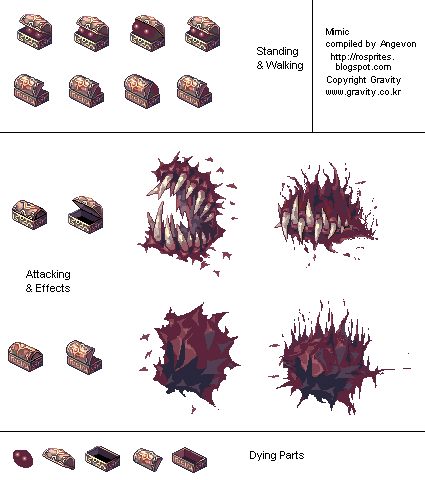 Standing
& Walking
Mimic
compiled by Angevon
http://rosprites.
blogspot.com
Copyright Gravity
www.gravity.co.kr
Attacking
& Effects
Dying Parts